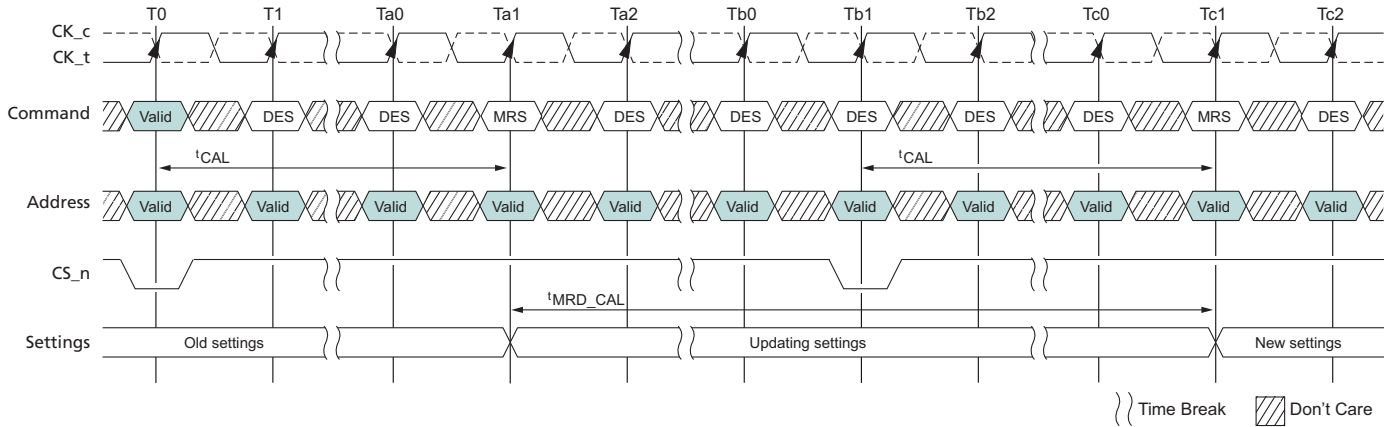 T0 T1 Ta0 Ta1 Ta2 Tb0 Tb1 Tb2 Tc0 Tc1 Tc2
CK_c
CK_t
Command Valid DES DES MRS DES DES DES DES DES MRS DES
tCAL tCAL
Address Valid Valid Valid Valid Valid Valid Valid Valid Valid Valid Valid
CS_n
tMRD_CAL
Settings Old settings Updating settings New settings
Time Break Don't Care